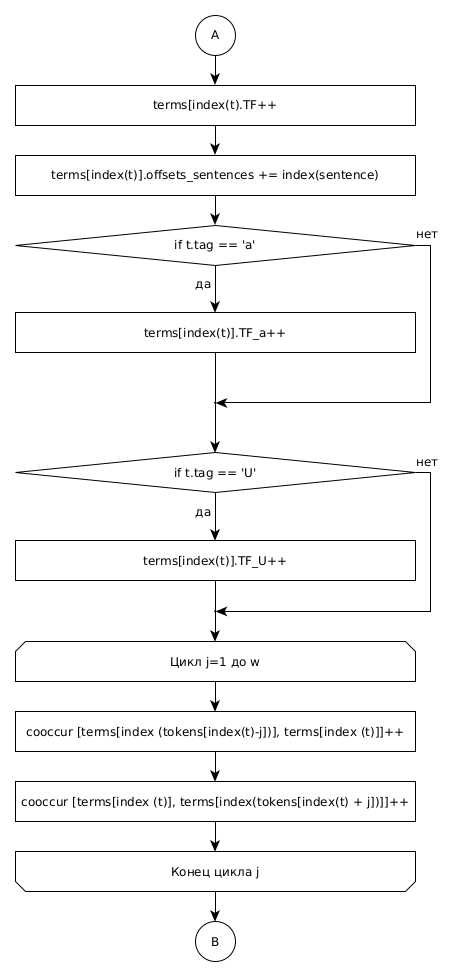 A
terms[index(t).TF++
terms[index(t)].offsets_sentences += index(sentence)
нет
if t.tag == 'a'
да
terms[index(t)].TF_a++
нет
if t.tag == 'U'
да
terms[index(t)].TF_U++
Цикл j=1 до w
cooccur [terms[index (tokens[index(t)-j])], terms[index (t)]]++
cooccur [terms[index (t)], terms[index(tokens[index(t) + j])]]++
Конец цикла j
B